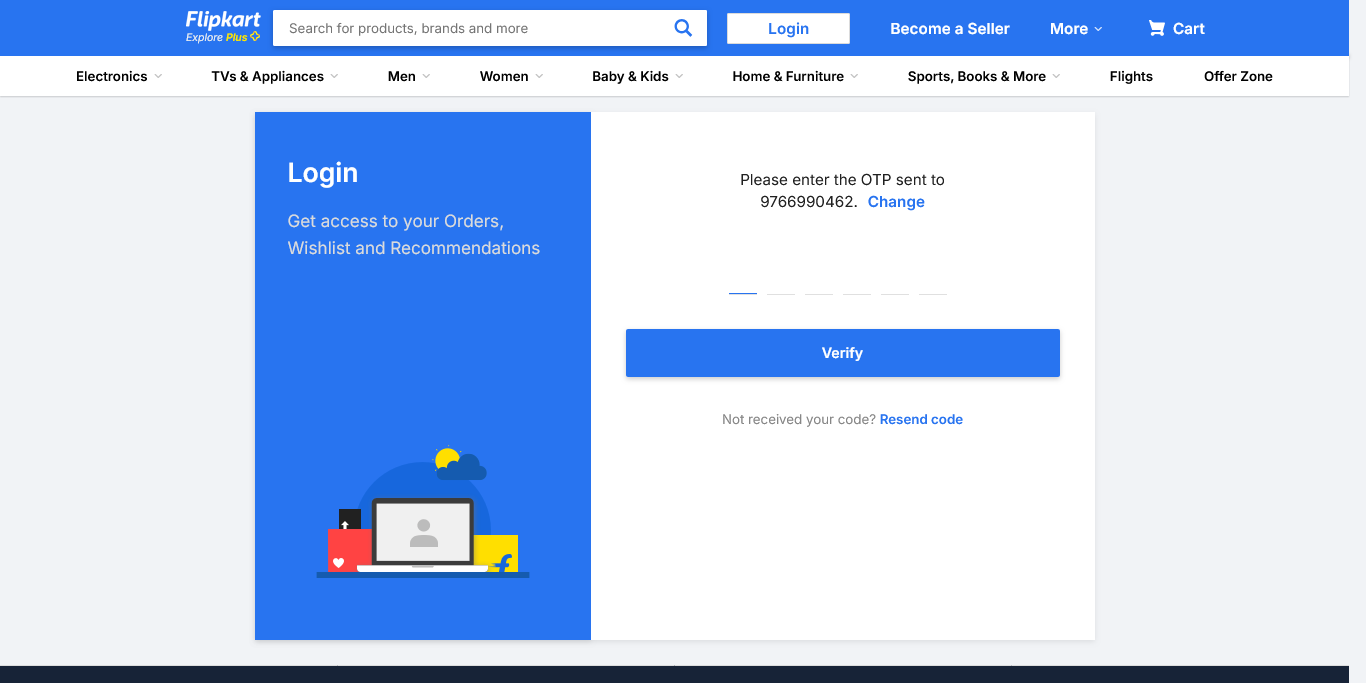 Flipkart
Explore Plus
Search for products, brands and more
Login
Become a Seller
More
Cart
Electronics
TVs & Appliances
Men
Women
Baby & Kids
Home & Furniture
Sports, Books & More
Flights
Offer Zone
Login
Get access to your Orders,
Wishlist and Recommendations
Please enter the OTP sent to
9766990462. Change
Verify
Not received your code? Resend code